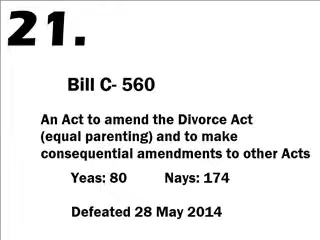 21.
Bill C- 560
An Act to amend the Divorce Act
(equal parenting) and to make
consequential amendments to other Acts
Yeas: 80 Nays: 174
Defeated 28 May 2014